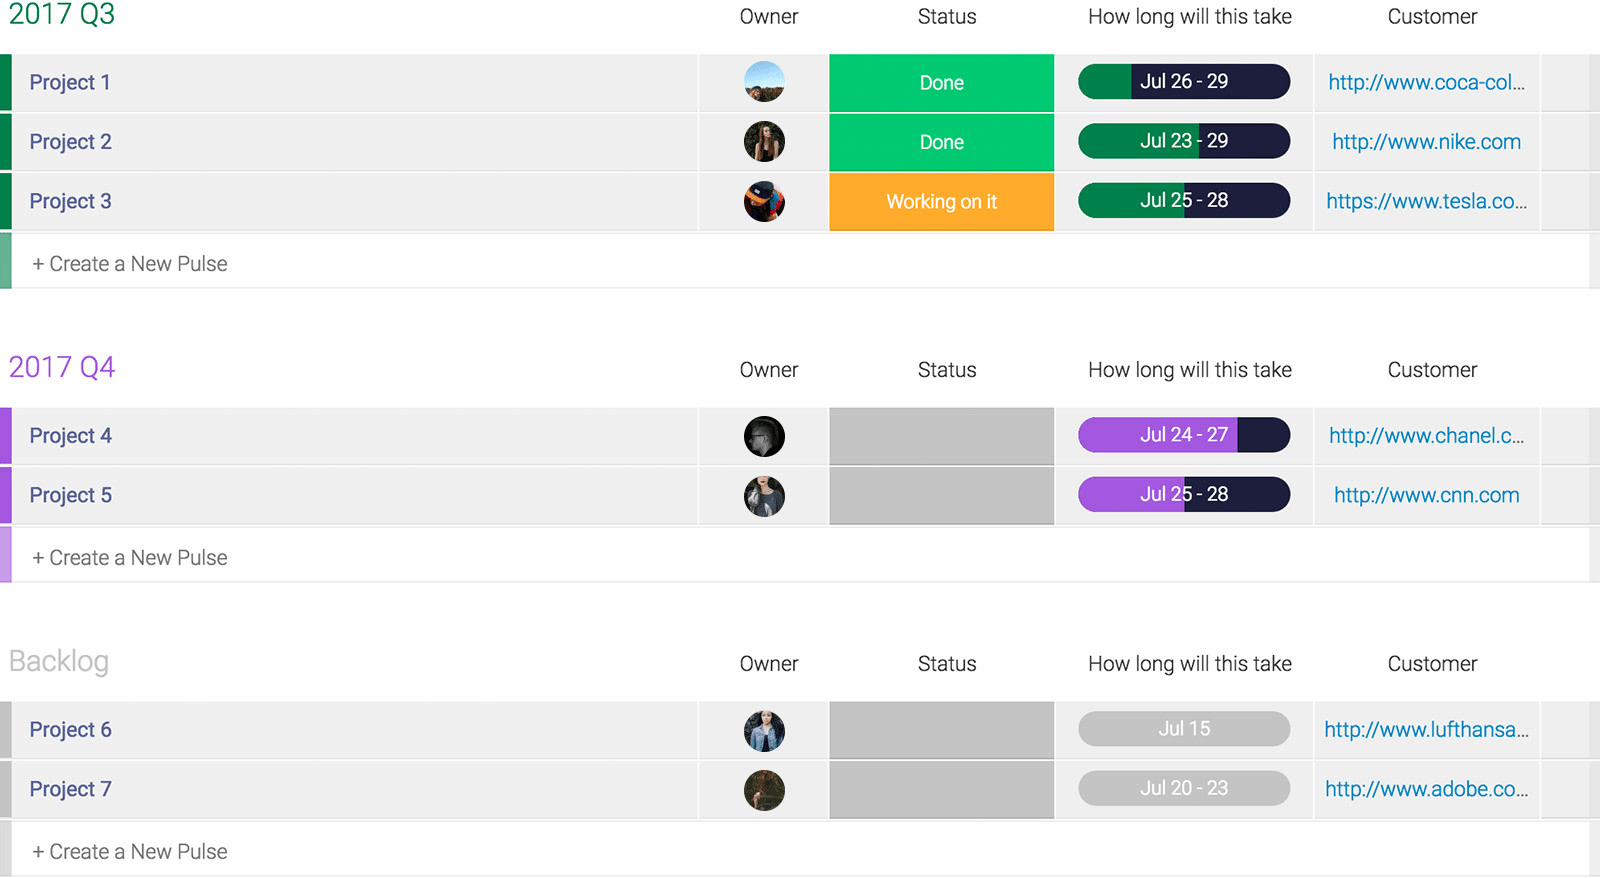 2017 Q3 Owner Status How long will this take Customer
Project 1 Done Jul 26 - 29 http://www.coca-col...
Project 2 Done Jul 23 - 29 http://www.nike.com
Project 3 Working on it Jul 25 - 28 https://www.tesla.co...
+ Create a New Pulse
2017 Q4 Owner Status How long will this take Customer
Project 4 Jul 24 - 27 http://www.chanel.c...
Project 5 Jul 25 - 28 http://www.cnn.com
+ Create a New Pulse
Backlog Owner Status How long will this take Customer
Project 6 Jul 15 http://www.lufthansa...
Project 7 Jul 20 - 23 http://www.adobe.co...
+ Create a New Pulse